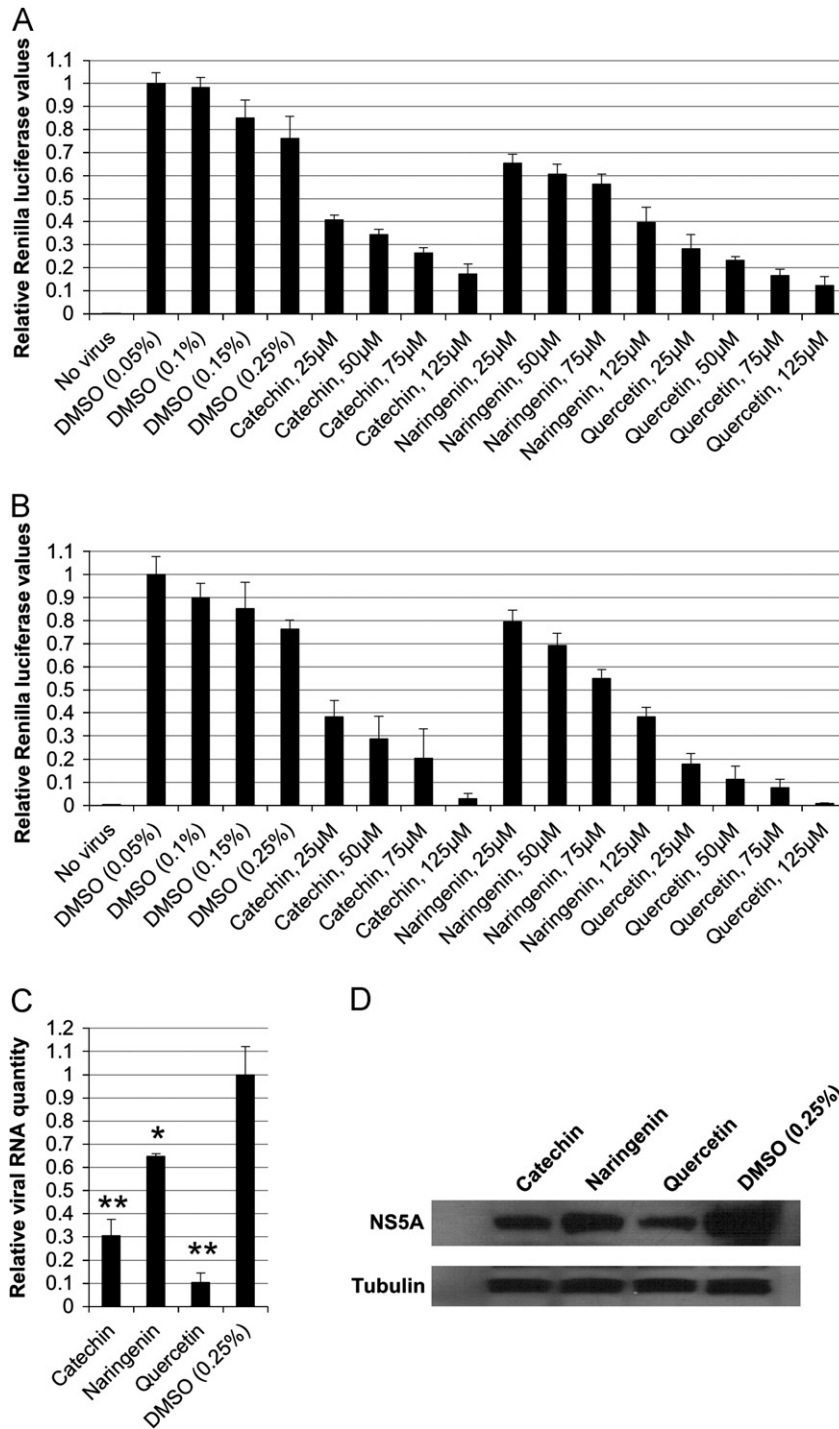 A
Relative Renilla luciferase values
1.1
1
0.9
0.8
0.7
0.6
0.5
0.4
0.3
0.2
0.1
0
No virus
DMSO (0.05%)
DMSO (0.1%)
DMSO (0.15%)
DMSO (0.25%)
Catechin, 25µM
Catechin, 50µM
Catechin, 75µM
Catechin, 125µM
Naringenin, 25µM
Naringenin, 50µM
Naringenin, 75µM
Naringenin, 125µM
Quercetin, 25µM
Quercetin, 50µM
Quercetin, 75µM
Quercetin, 125µM
B
Relative Renilla luciferase values
1.1
1
0.9
0.8
0.7
0.6
0.5
0.4
0.3
0.2
0.1
0
No virus
DMSO (0.05%)
DMSO (0.1%)
DMSO (0.15%)
DMSO (0.25%)
Catechin, 25µM
Catechin, 50µM
Catechin, 75µM
Catechin, 125µM
Naringenin, 25µM
Naringenin, 50µM
Naringenin, 75µM
Naringenin, 125µM
Quercetin, 25µM
Quercetin, 50µM
Quercetin, 75µM
Quercetin, 125µM
C
Relative viral RNA quantity
1.2
1.1
1
0.9
0.8
0.7
0.6
0.5
0.4
0.3
0.2
0.1
0
**
*
**
Catechin
Naringenin
Quercetin
DMSO (0.25%)
D
Catechin
Naringenin
Quercetin
DMSO (0.25%)
NS5A
Tubulin